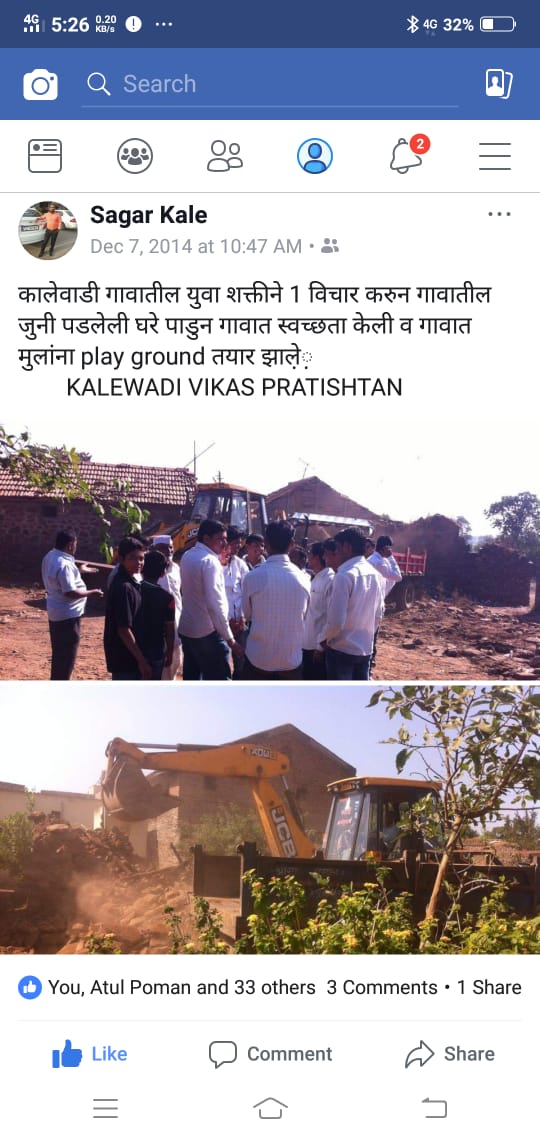 4G 5:26 0.20 KB/s ! ...
4G 32%
Search
2
Sagar Kale
Dec 7, 2014 at 10:47 AM •
कालेवाडी गावातील युवा शक्तीने 1 विचार करुन गावातील
जुनी पडलेली घरे पाडुन गावात स्वच्छता केली व गावात
मुलांना play ground तयार झाले़़
KALEWADI VIKAS PRATISHTAN
JCB
JCB
You, Atul Poman and 33 others 3 Comments • 1 Share
Like Comment Share